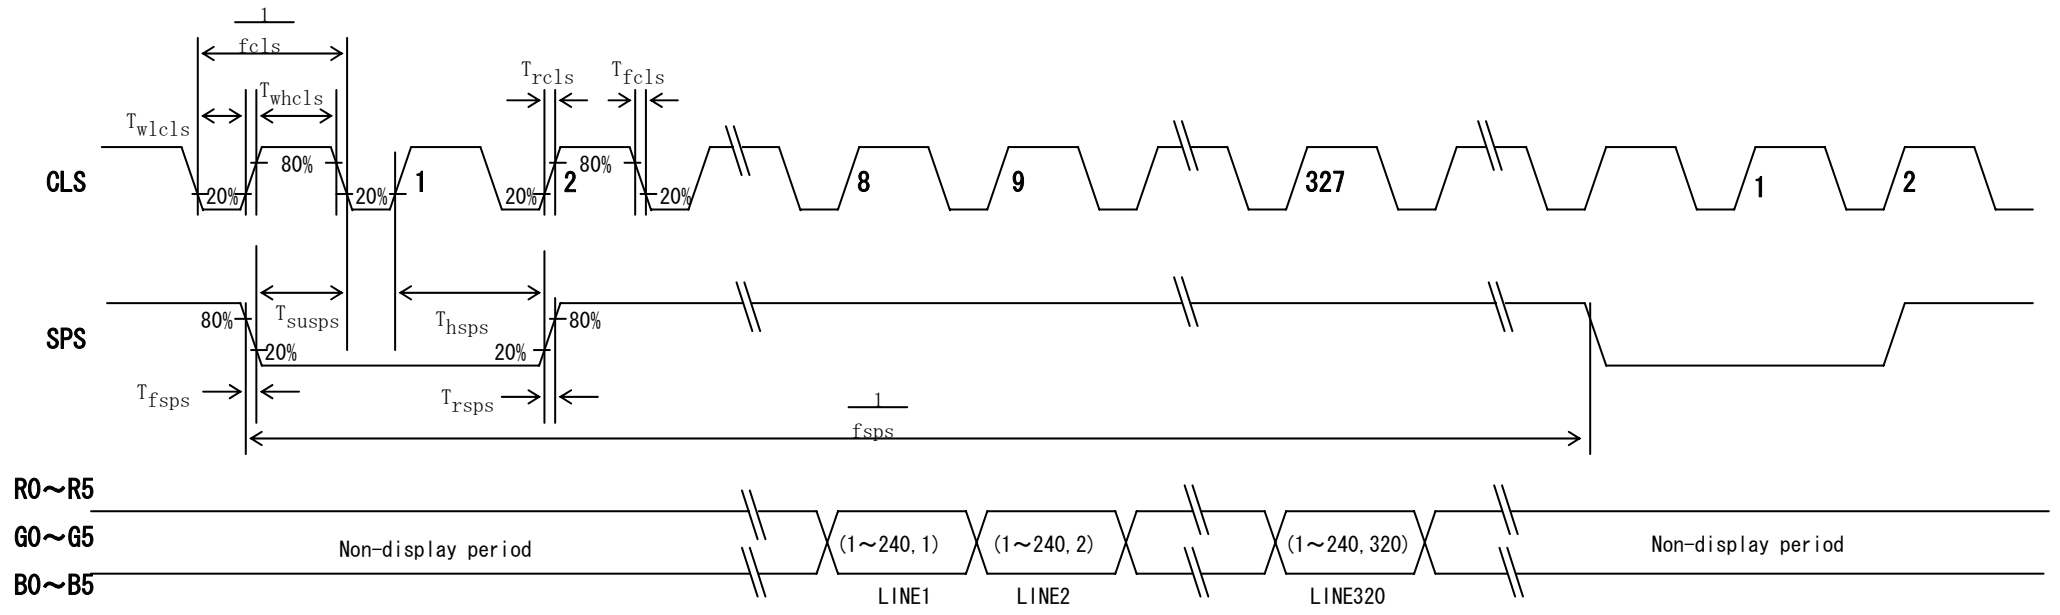 1
fcls
Twhcls
Trcls
Tfcls
Twlcls
CLS
20%
80%
20%
1
20%
2
80%
20%
8
9
327
1
2
SPS
80%
Tsusps
Thsps
80%
20%
20%
Tfsps
Trsps
1
fsps
R0～R5
G0～G5
B0～B5
Non-display period
(1～240,1)
(1～240,2)
(1～240,320)
Non-display period
LINE1
LINE2
LINE320